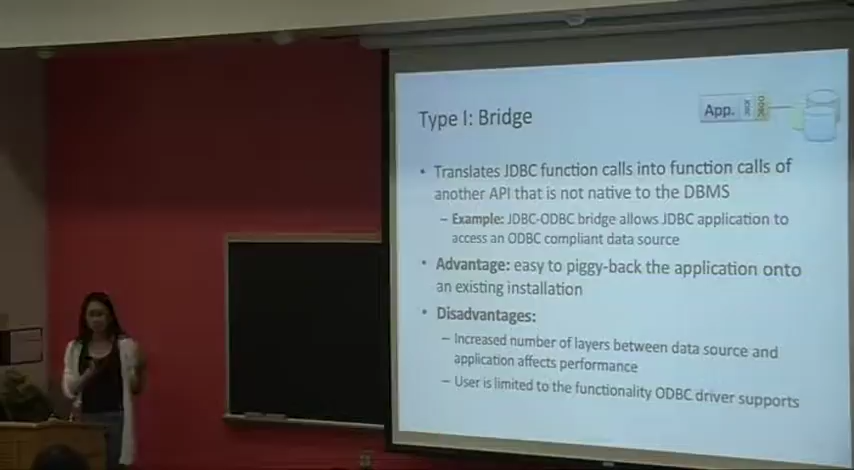 Type I: Bridge
App.
• Translates JDBC function calls into function calls of
another API that is not native to the DBMS
– Example: JDBC-ODBC bridge allows JDBC application to
access an ODBC compliant data source
• Advantage: easy to piggy-back the application onto
an existing installation
• Disadvantages:
– Increased number of layers between data source and
application affects performance
– User is limited to the functionality ODBC driver supports